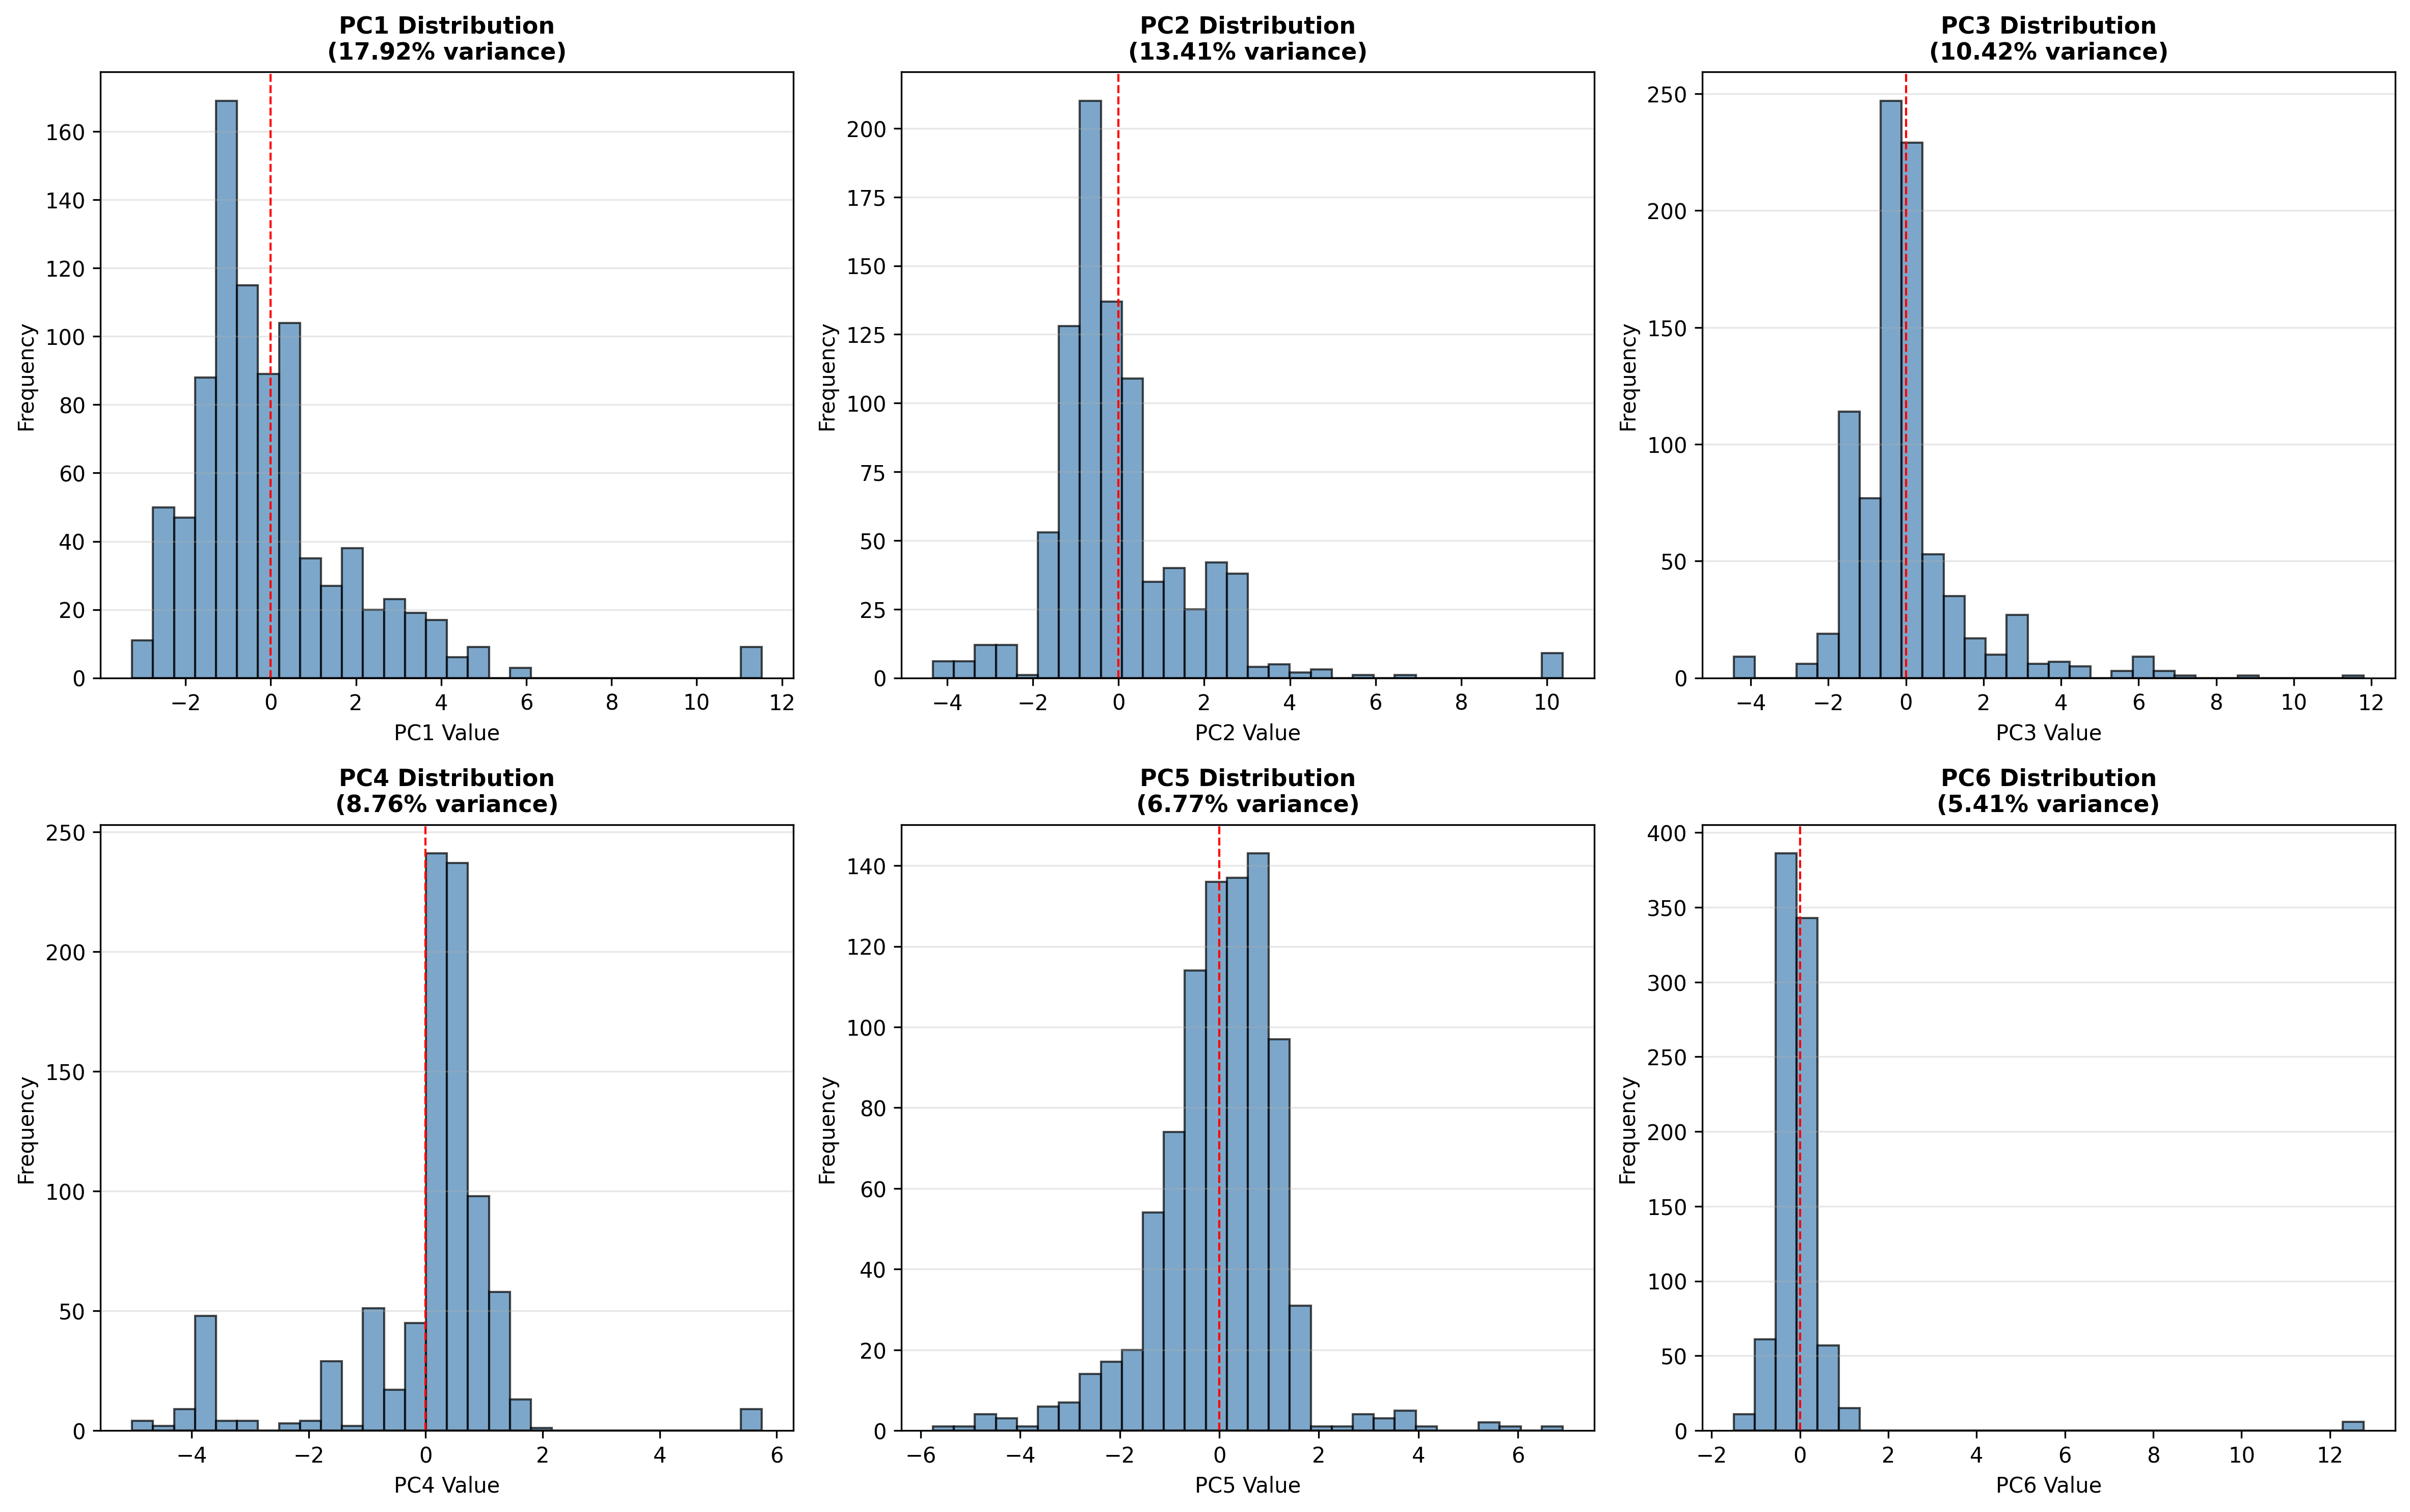 PC1 Distribution
(17.92% variance)
Frequency
160
140
120
100
80
60
40
20
0
−2 0 2 4 6 8 10 12
PC1 Value
PC2 Distribution
(13.41% variance)
Frequency
200
175
150
125
100
75
50
25
0
−4 −2 0 2 4 6 8 10
PC2 Value
PC3 Distribution
(10.42% variance)
Frequency
250
200
150
100
50
0
−4 −2 0 2 4 6 8 10 12
PC3 Value
PC4 Distribution
(8.76% variance)
Frequency
250
200
150
100
50
0
−4 −2 0 2 4 6
PC4 Value
PC5 Distribution
(6.77% variance)
Frequency
140
120
100
80
60
40
20
0
−6 −4 −2 0 2 4 6
PC5 Value
PC6 Distribution
(5.41% variance)
Frequency
400
350
300
250
200
150
100
50
0
−2 0 2 4 6 8 10 12
PC6 Value